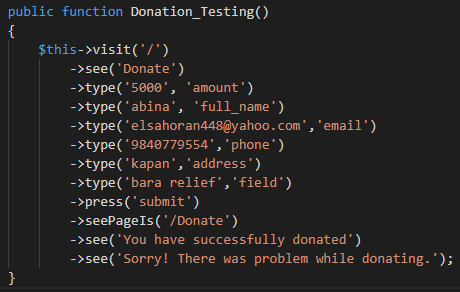 public function Donation_Testing()
{
$this->visit('/')
->see('Donate')
->type('5000', 'amount')
->type('abina', 'full_name')
->type('elsahoran448@yahoo.com','email')
->type('9840779554','phone')
->type('kapan','address')
->type('bara relief','field')
->press('submit')
->seePageIs('/Donate')
->see('You have successfully donated')
->see('Sorry! There was problem while donating.');
}